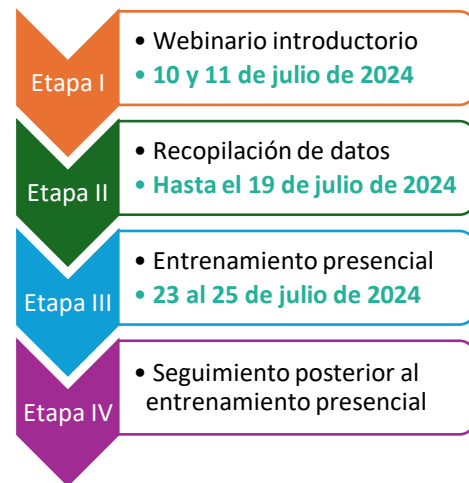 Etapa I
• Webinario introductorio
• 10 y 11 de julio de 2024
Etapa II
• Recopilación de datos
• Hasta el 19 de julio de 2024
Etapa III
• Entrenamiento presencial
• 23 al 25 de julio de 2024
Etapa IV
• Seguimiento posterior al
entrenamiento presencial